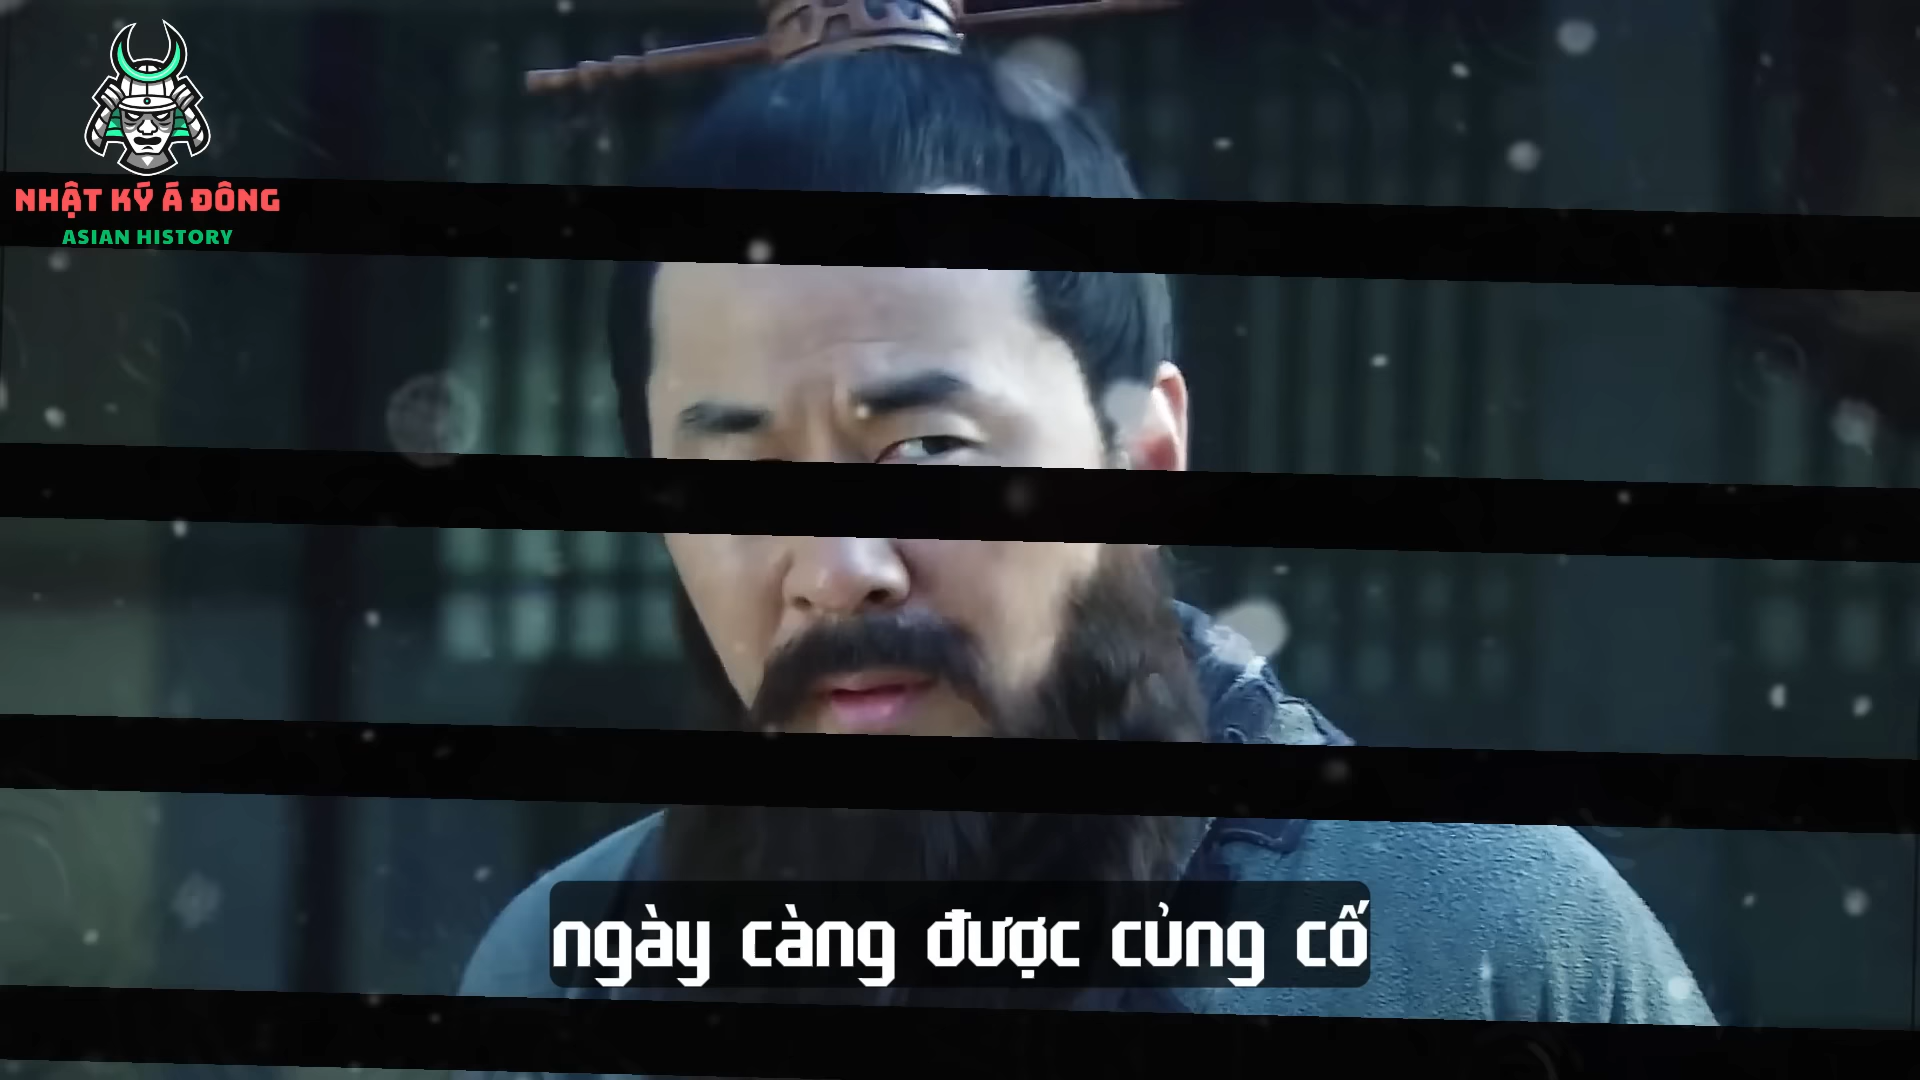 NHẬT KÝ Á ĐÔNG
ASIAN HISTORY
ngày càng được củng cố